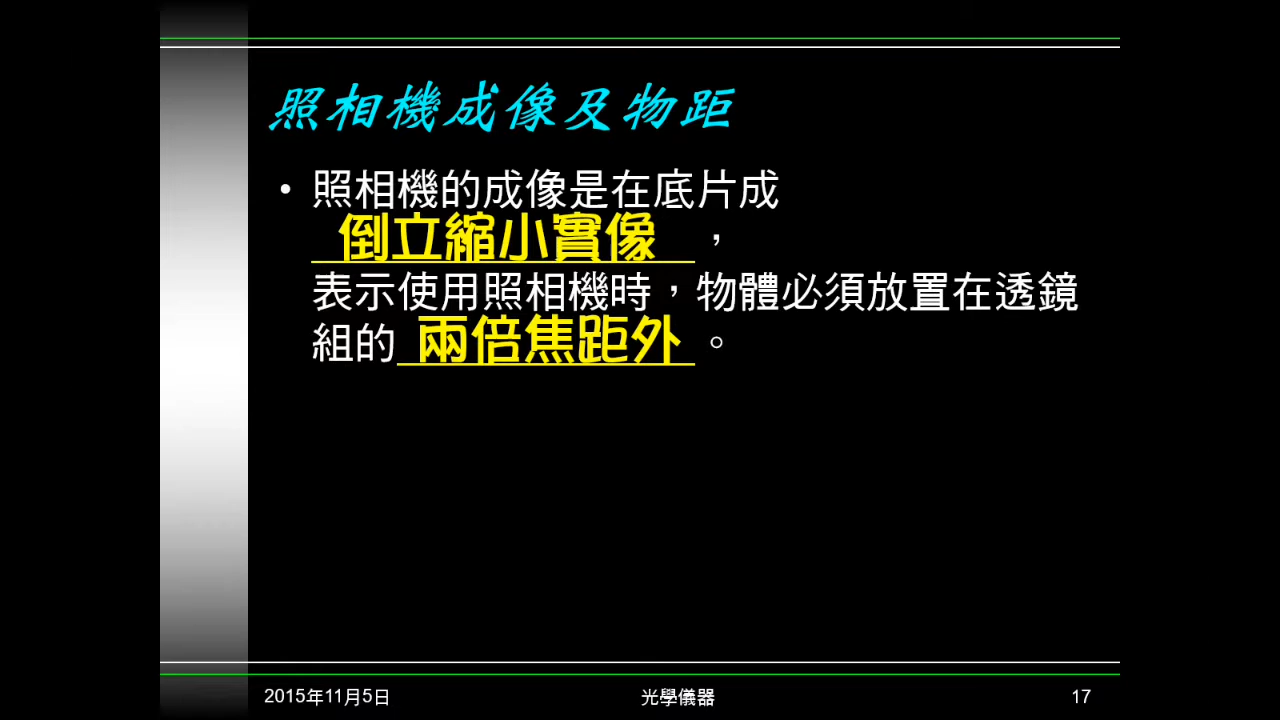 照相機成像及物距
• 照相機的成像是在底片成
倒立縮小實像，
表示使用照相機時，物體必須放置在透鏡
組的兩倍焦距外。
2015年11月5日
光學儀器
17